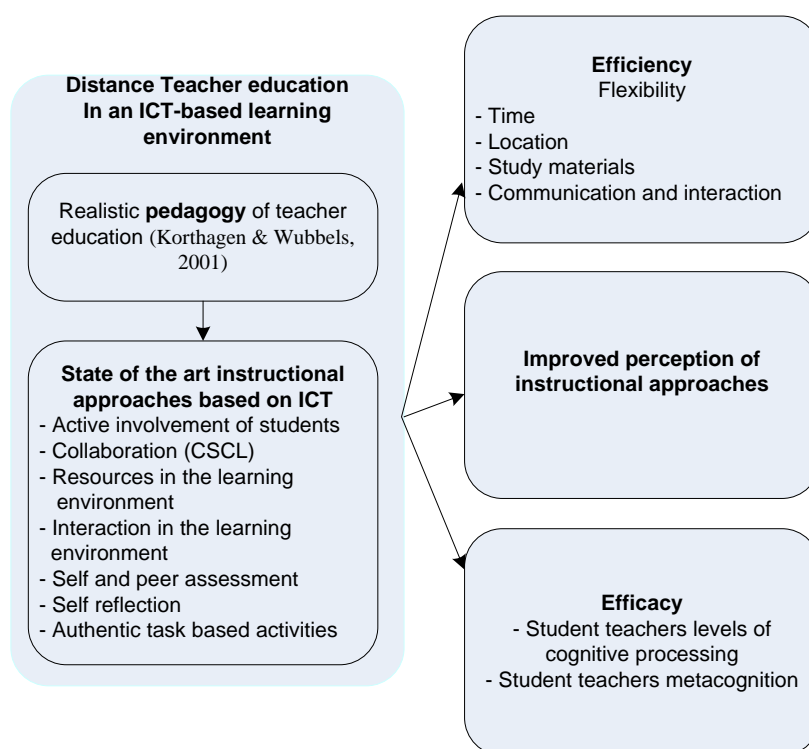 Distance Teacher education
In an ICT-based learning
environment
Realistic pedagogy of teacher
education (Korthagen & Wubbels,
2001)
State of the art instructional
approaches based on ICT
- Active involvement of students
- Collaboration (CSCL)
- Resources in the learning
environment
- Interaction in the learning
environment
- Self and peer assessment
- Self reflection
- Authentic task based activities
Efficiency
Flexibility
- Time
- Location
- Study materials
- Communication and interaction
Improved perception of
instructional approaches
Efficacy
- Student teachers levels of
cognitive processing
- Student teachers metacognition